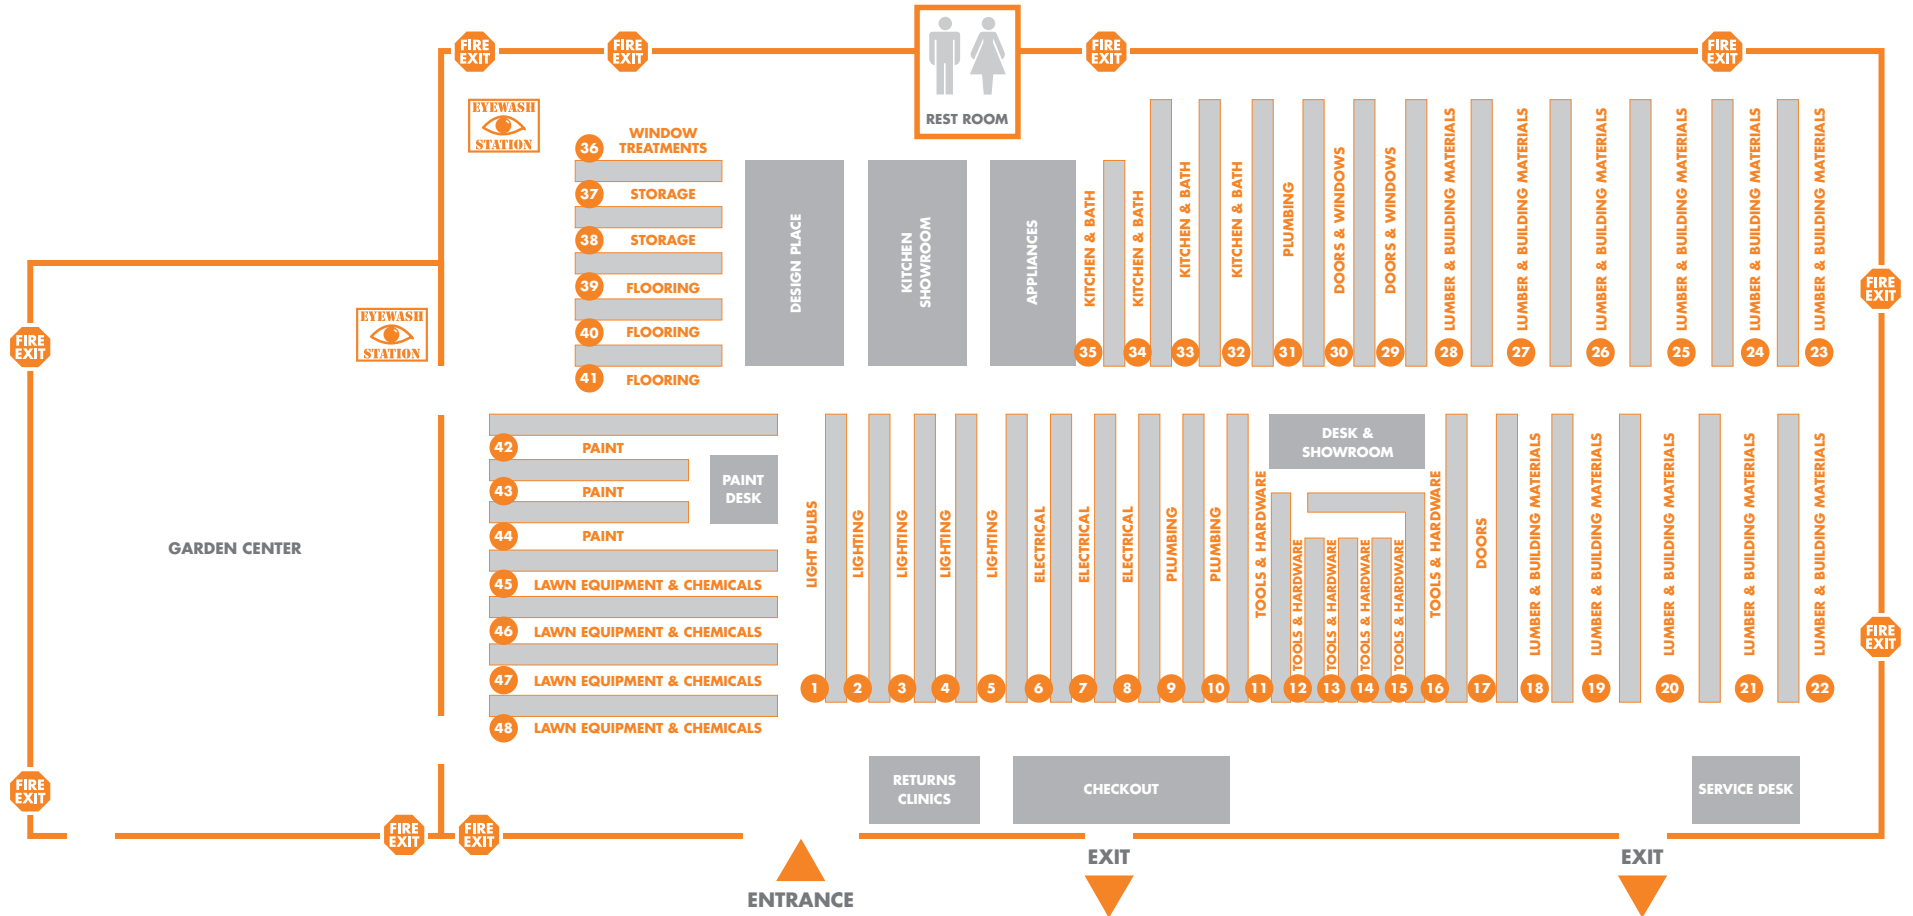 FIRE
EXIT
FIRE
EXIT
REST ROOM
FIRE
EXIT
FIRE
EXIT
EYEWASH
STATION
36 WINDOW
TREATMENTS
37 STORAGE
38 STORAGE
39 FLOORING
40 FLOORING
41 FLOORING
DESIGN PLACE
KITCHEN
SHOWROOM
APPLIANCES
KITCHEN & BATH
35
KITCHEN & BATH
34
KITCHEN & BATH
33
KITCHEN & BATH
32
PLUMBING
31
DOORS & WINDOWS
30
DOORS & WINDOWS
29
LUMBER & BUILDING MATERIALS
28
LUMBER & BUILDING MATERIALS
27
LUMBER & BUILDING MATERIALS
26
LUMBER & BUILDING MATERIALS
25
LUMBER & BUILDING MATERIALS
24
LUMBER & BUILDING MATERIALS
23
FIRE
EXIT
FIRE
EXIT
EYEWASH
STATION
GARDEN CENTER
42 PAINT
43 PAINT
44 PAINT
PAINT
DESK
45 LAWN EQUIPMENT & CHEMICALS
46 LAWN EQUIPMENT & CHEMICALS
47 LAWN EQUIPMENT & CHEMICALS
48 LAWN EQUIPMENT & CHEMICALS
LIGHT BULBS
1
LIGHTING
2
LIGHTING
3
LIGHTING
4
LIGHTING
5
ELECTRICAL
6
ELECTRICAL
7
ELECTRICAL
8
PLUMBING
9
PLUMBING
10
TOOLS & HARDWARE
11
DESK &
SHOWROOM
TOOLS & HARDWARE
12
TOOLS & HARDWARE
13
TOOLS & HARDWARE
14
TOOLS & HARDWARE
15
TOOLS & HARDWARE
16
DOORS
17
LUMBER & BUILDING MATERIALS
18
LUMBER & BUILDING MATERIALS
19
LUMBER & BUILDING MATERIALS
20
LUMBER & BUILDING MATERIALS
21
LUMBER & BUILDING MATERIALS
22
FIRE
EXIT
FIRE
EXIT
FIRE
EXIT
FIRE
EXIT
RETURNS
CLINICS
CHECKOUT
SERVICE DESK
ENTRANCE
EXIT
EXIT